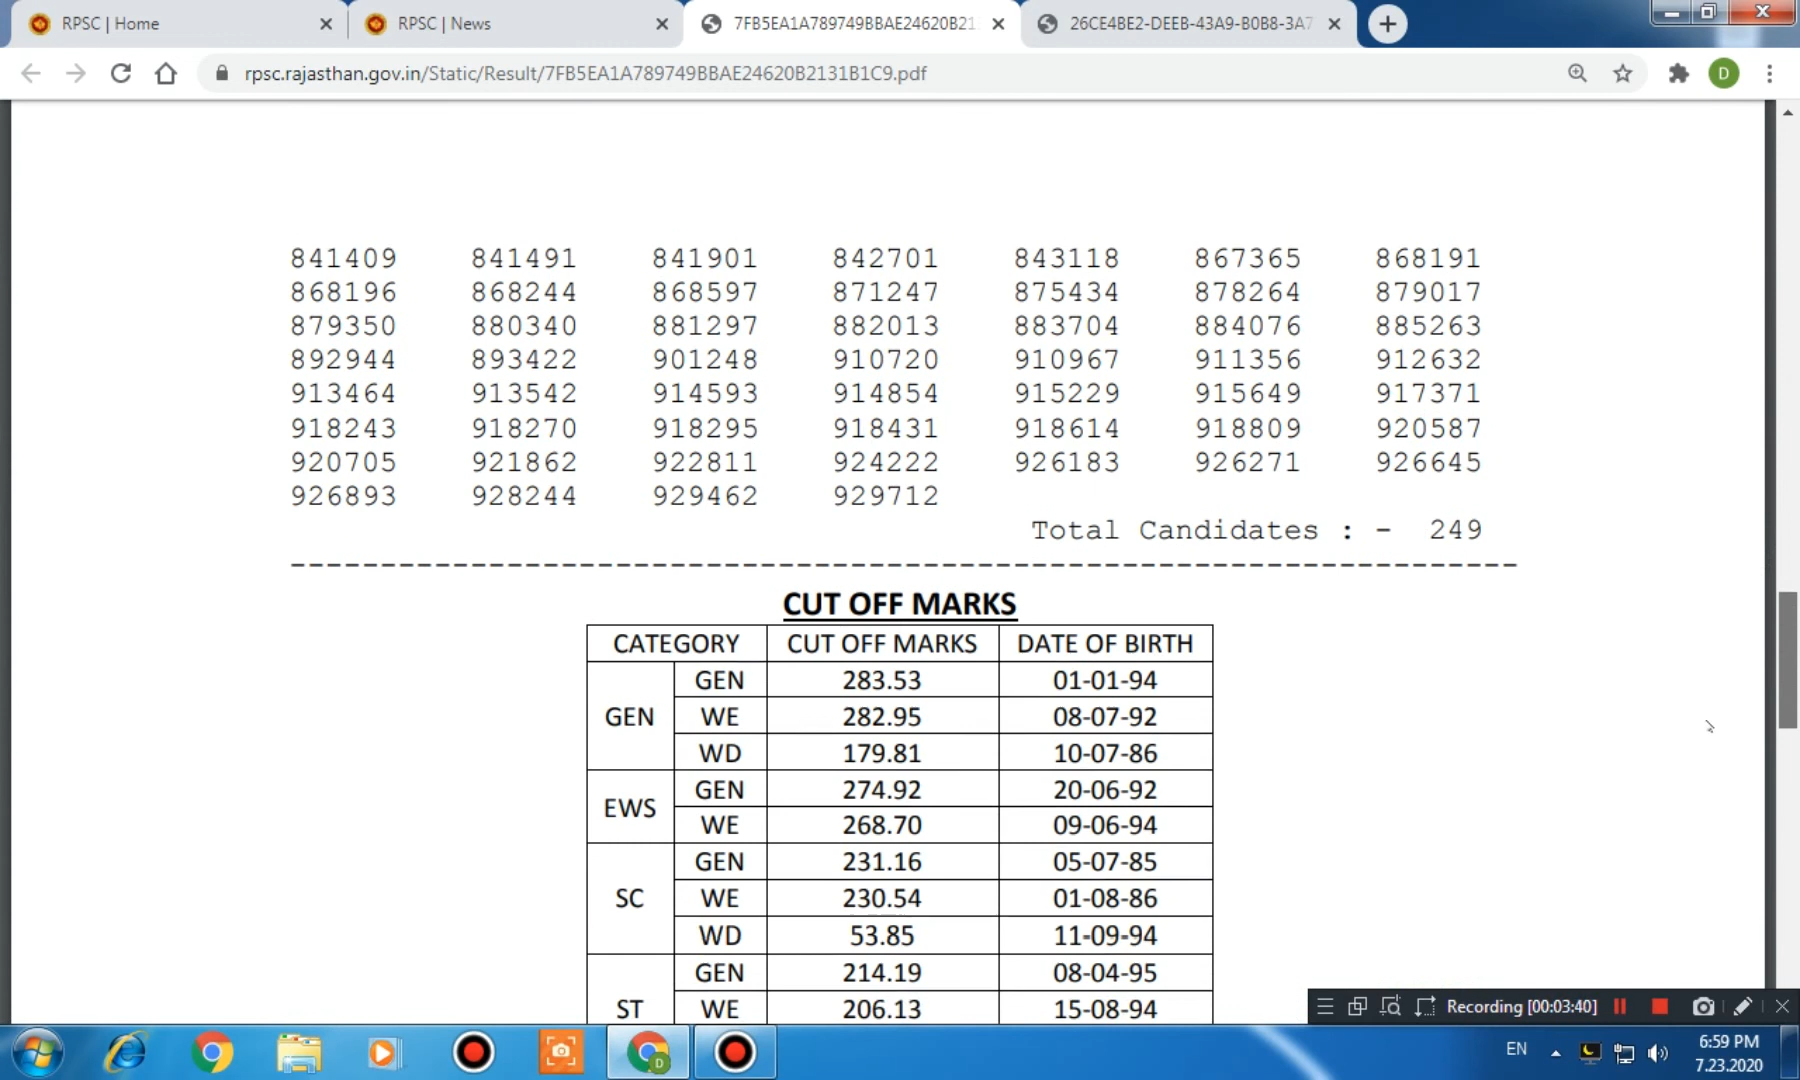 RPSC | Home
RPSC | News
7FB5EA1A789749BBAE24620B21
26CE4BE2-DEEB-43A9-B0B8-3A7
rpsc.rajasthan.gov.in/Static/Result/7FB5EA1A789749BBAE24620B2131B1C9.pdf
D
841409 841491 841901 842701 843118 867365 868191
868196 868244 868597 871247 875434 878264 879017
879350 880340 881297 882013 883704 884076 885263
892944 893422 901248 910720 910967 911356 912632
913464 913542 914593 914854 915229 915649 917371
918243 918270 918295 918431 918614 918809 920587
920705 921862 922811 924222 926183 926271 926645
926893 928244 929462 929712
Total Candidates : - 249
CUT OFF MARKS
CATEGORY CUT OFF MARKS DATE OF BIRTH
GEN GEN 283.53 01-01-94
WE 282.95 08-07-92
WD 179.81 10-07-86
EWS GEN 274.92 20-06-92
WE 268.70 09-06-94
SC GEN 231.16 05-07-85
WE 230.54 01-08-86
WD 53.85 11-09-94
ST GEN 214.19 08-04-95
WE 206.13 15-08-94
Recording [00:03:40]
D
EN
6:59 PM
7.23.2020